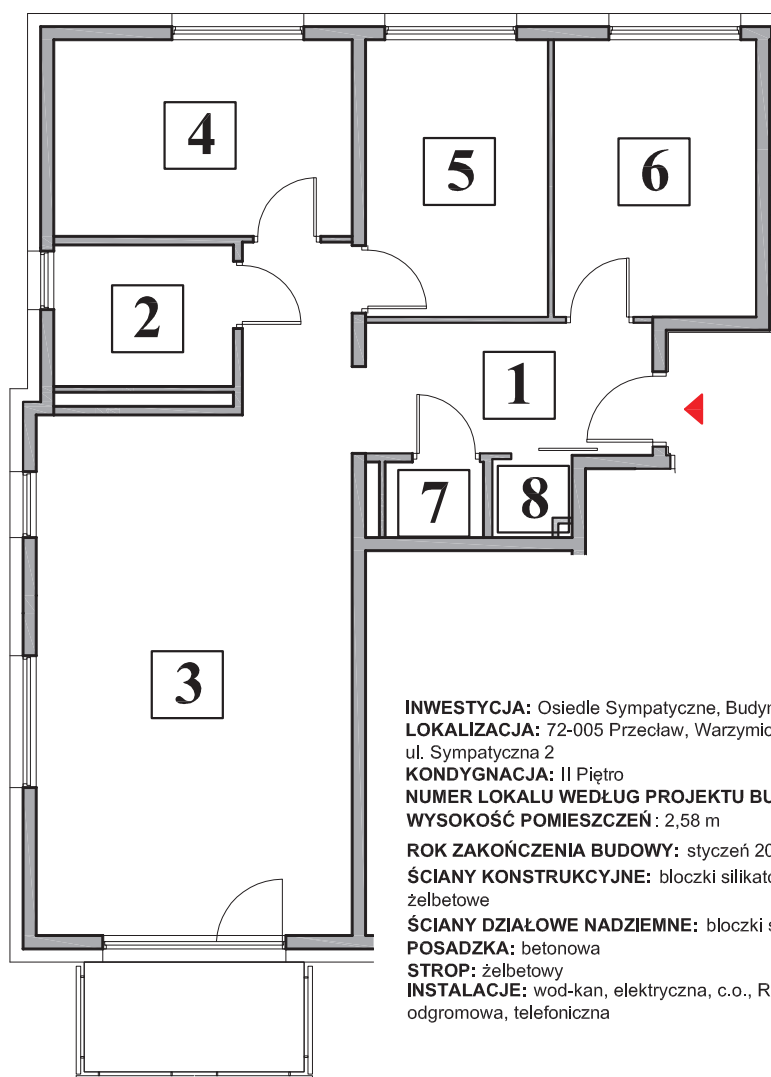 4
5
6
2
1
7
8
3
INWESTYCJA: Osiedle Sympatyczne,
LOKALIZACJA: 72-005 Przecław,
ul. Sympatyczna 2
KONDYGNACJA: II Piętro
NUMER LOKALU WEDŁUG PROJEKTU
WYSOKOŚĆ POMIESZCZEŃ: 2,58 m
ROK ZAKOŃCZENIA BUDOWY: styczeń
ŚCIANY KONSTRUKCYJNE: bloczki
żelbetowe
ŚCIANY DZIAŁOWE NADZIEMNE: bloczki
POSADZKA: betonowa
STROP: żelbetowy
INSTALACJE: wod-kan, elektryczna, c.o.,
odgromowa, telefoniczna